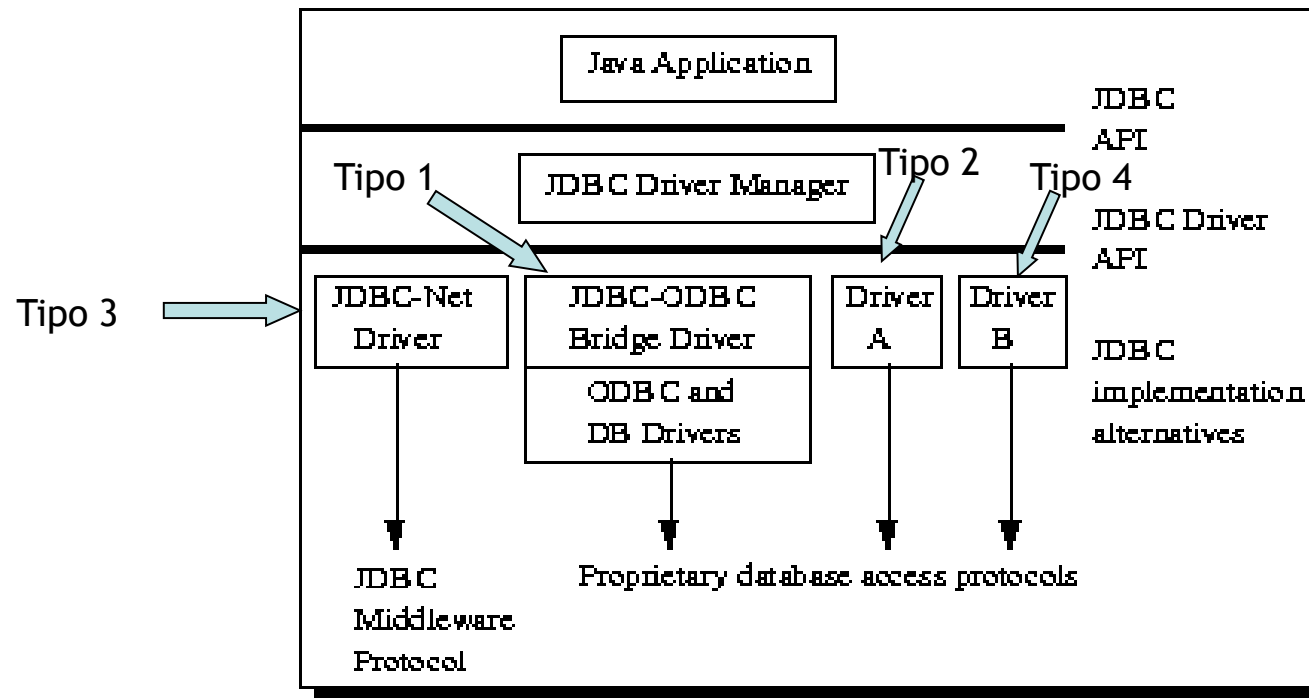 Java Application
JDBC
API
Tipo 1
JDBC Driver Manager
Tipo 2
Tipo 4
JDBC Driver
API
Tipo 3
JDBC-Net
Driver
JDBC-ODBC
Bridge Driver
ODBC and
DB Drivers
Driver
A
Driver
B
JDBC
implementation
alternatives
JDBC
Middleware
Protocol
Proprietary database access protocols